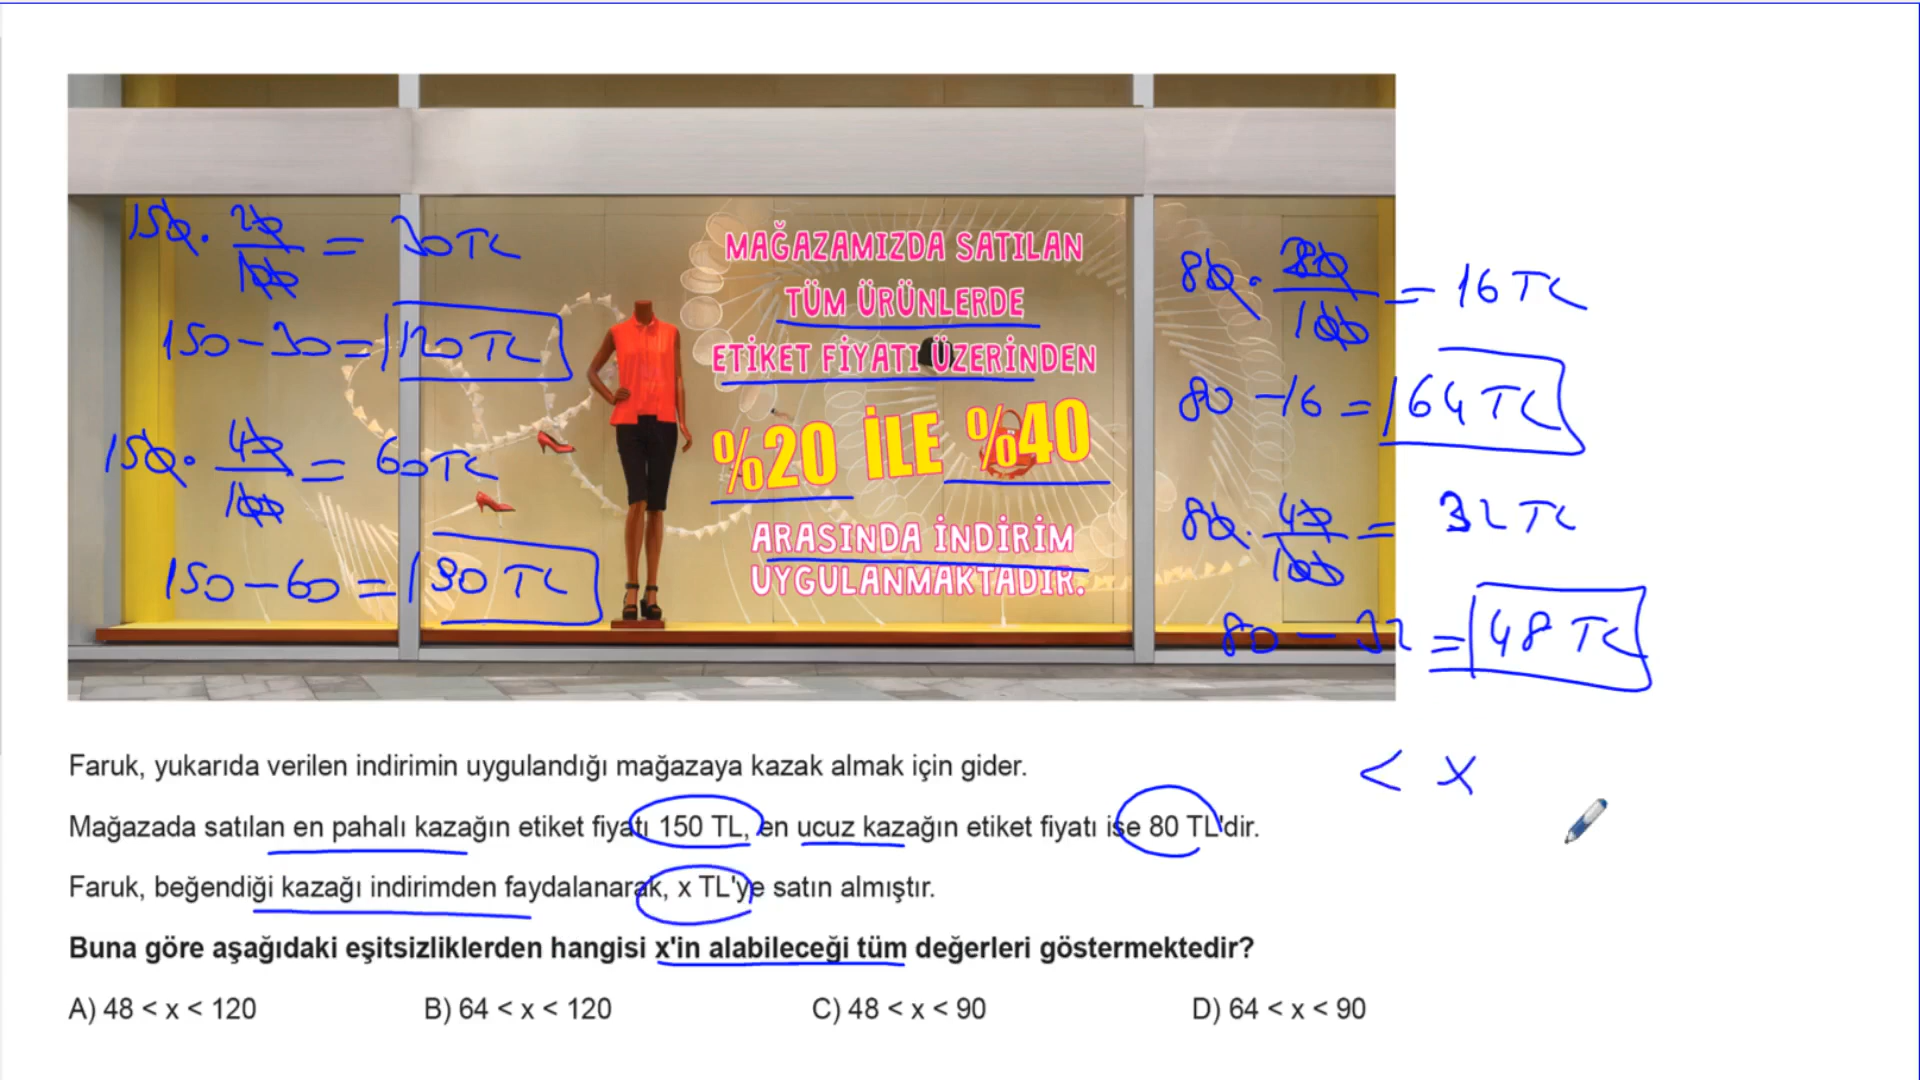 150. 20/100 = 30 TL
150-30= 120 TL
150. 40/100 = 60 TL
150-60= 90 TL
MAĞAZAMIZDA SATILAN
TÜM ÜRÜNLERDE
ETİKET FİYATI ÜZERİNDEN
%20 İLE %40
ARASINDA İNDİRİM
UYGULANMAKTADIR.
80. 20/100 = 16 TL
80-16= 64 TL
80. 40/100 = 32 TL
80-32= 48 TL
< x
Faruk, yukarıda verilen indirimin uygulandığı mağazaya kazak almak için gider.
Mağazada satılan en pahalı kazağın etiket fiyatı 150 TL, en ucuz kazağın etiket fiyatı ise 80 TL'dir.
Faruk, beğendiği kazağı indirimden faydalanarak, x TL'ye satın almıştır.
Buna göre aşağıdaki eşitsizliklerden hangisi x'in alabileceği tüm değerleri göstermektedir?
A) 48 < x < 120 B) 64 < x < 120 C) 48 < x < 90 D) 64 < x < 90